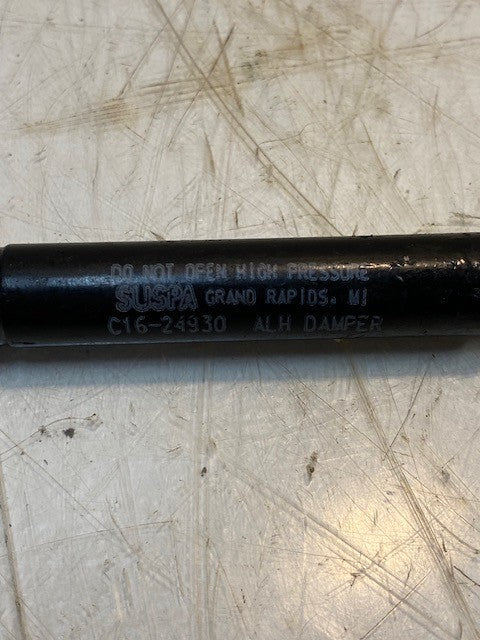 DO NOT OPEN HIGH PRESSURE
SUSPA GRAND RAPIDS, MI
C16-24930 ALH DAMPER